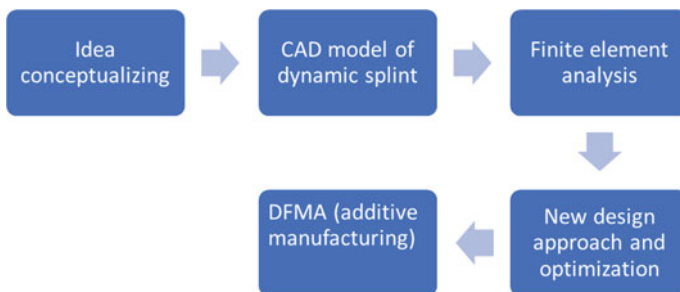 Idea
conceptualizing
CAD model of
dynamic splint
Finite element
analysis
New design
approach and
optimization
DFMA (additive
manufacturing)